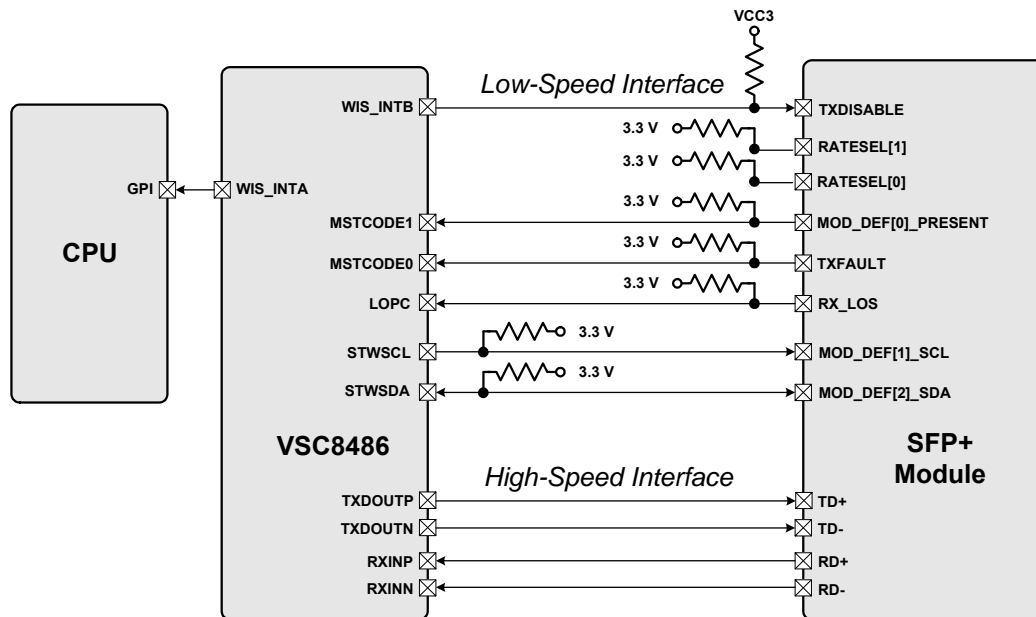 VCC3
Low-Speed Interface
WIS_INTB
TXDISABLE
3.3 V
RATESEL[1]
3.3 V
RATESEL[0]
GPI
WIS_INTA
3.3 V
MSTCODE1
MOD_DEF[0]_PRESENT
CPU
3.3 V
MSTCODE0
TXFAULT
3.3 V
LOPC
RX_LOS
3.3 V
STWSCL
MOD_DEF[1]_SCL
3.3 V
STWSDA
MOD_DEF[2]_SDA
VSC8486
SFP+
Module
High-Speed Interface
TXDOUTP
TD+
TXDOUTN
TD-
RXINP
RD+
RXINN
RD-